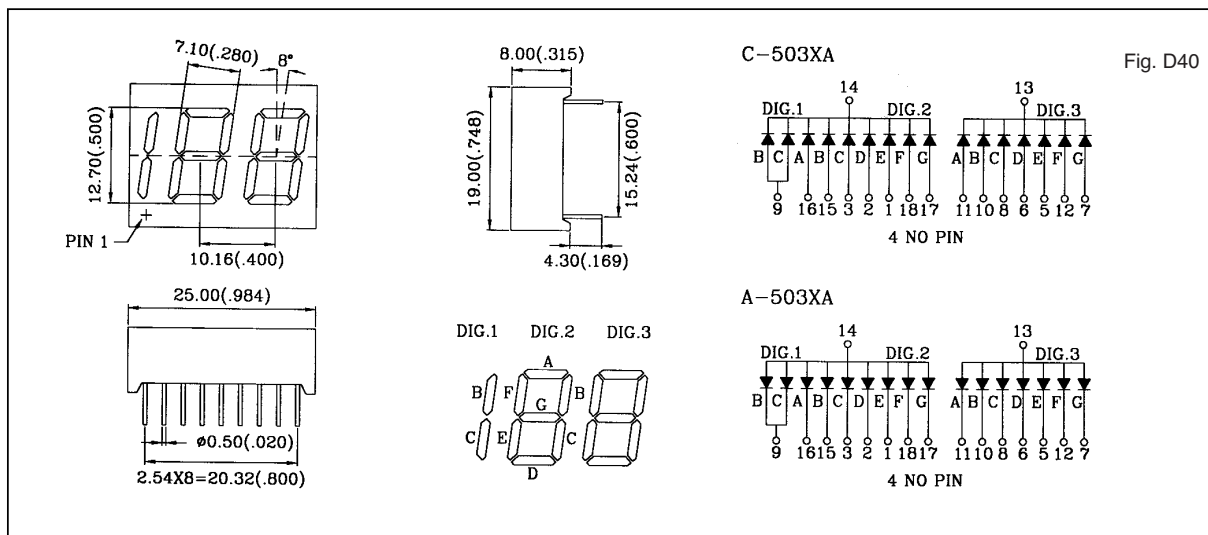 7.10(.280)
8°
12.70(.500)
PIN 1
10.16(.400)
8.00(.315)
19.00(.748)
15.24(.600)
4.30(.169)
C-503XA
Fig. D40
14
13
DIG.1 DIG.2 DIG.3
B C A B C D E F G A B C D E F G
9 16 15 3 2 1 18 17 11 10 8 6 5 12 7
4 NO PIN
25.00(.984)
ø0.50(.020)
2.54X8=20.32(.800)
DIG.1 DIG.2 DIG.3
A
B F B
G
C E C
D
A-503XA
14
13
DIG.1 DIG.2 DIG.3
B C A B C D E F G A B C D E F G
9 16 15 3 2 1 18 17 11 10 8 6 5 12 7
4 NO PIN